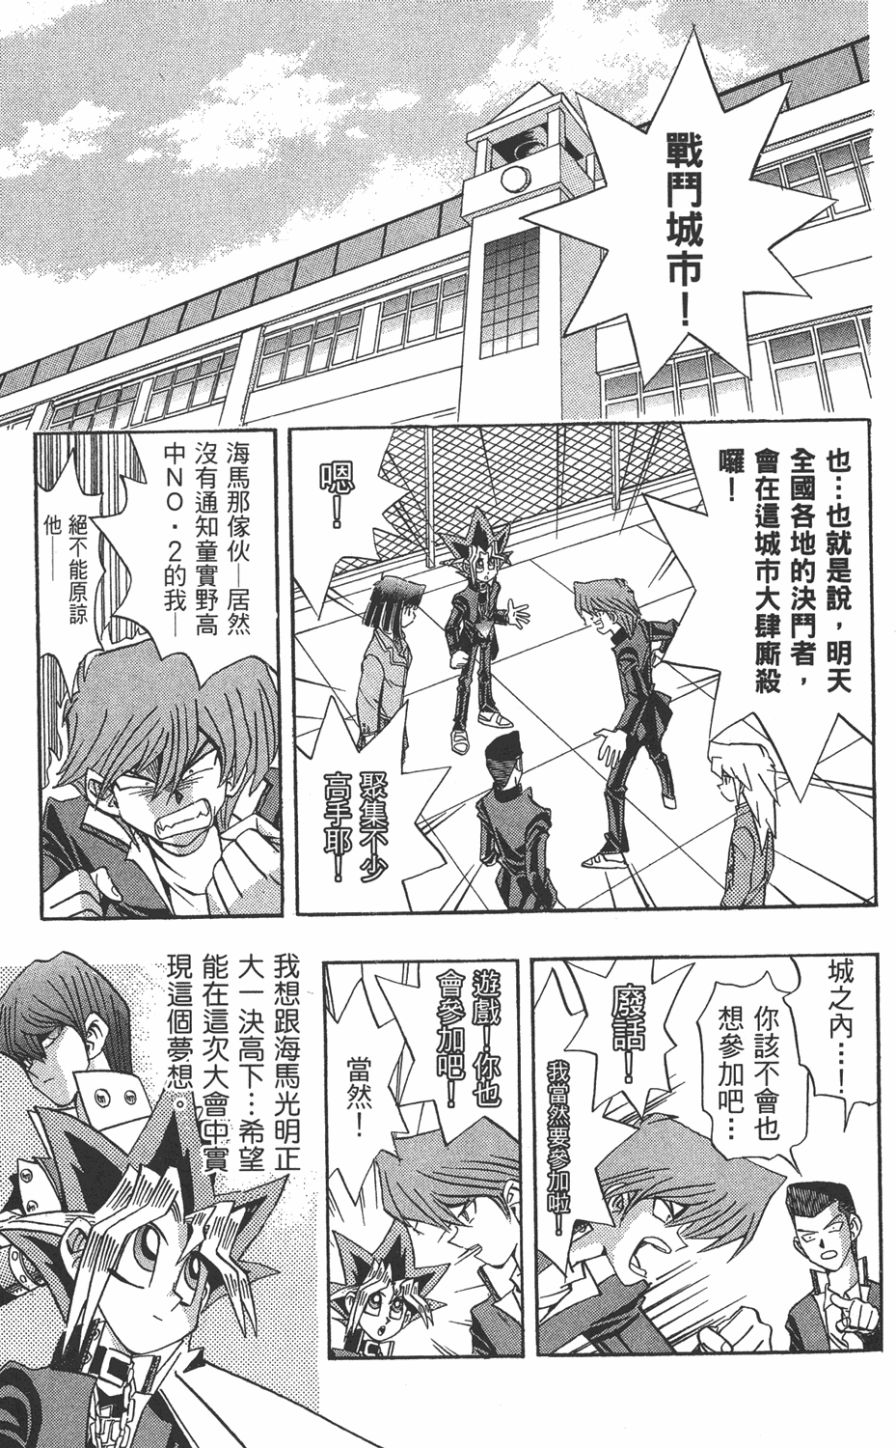 戰鬥城市！
也…也就是說，明天
全國各地的決鬥者，
會在這城市大肆廝殺
囉！
嗯！
聚集不少
高手耶！
海馬那傢伙—居然
沒有通知童實野高
中NO．2的我—
絕不能原諒
他—
城之內…！
你該不會也
想參加吧…
廢話！
我當然要參加啦！
遊戲！你也
會參加吧！
當然！
我想跟海馬光明正
大一決高下…希望
能在這次大會中實
現這個夢想。